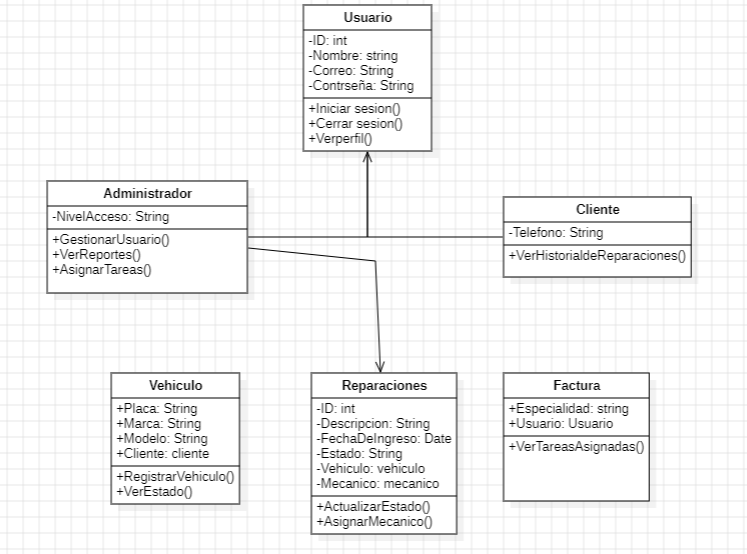 Usuario
-ID: int
-Nombre: string
-Correo: String
-Contrseña: String
+Iniciar sesion()
+Cerrar sesion()
+Verperfil()
Administrador
-NivelAcceso: String
+GestionarUsuario()
+VerReportes()
+AsignarTareas()
Cliente
-Telefono: String
+VerHistorialdeReparaciones()
Vehiculo
+Placa: String
+Marca: String
+Modelo: String
+Cliente: cliente
+RegistrarVehiculo()
+VerEstado()
Reparaciones
-ID: int
-Descripcion: String
-FechaDeIngreso: Date
-Estado: String
-Vehiculo: vehiculo
-Mecanico: mecanico
+ActualizarEstado()
+AsignarMecanico()
Factura
+Especialidad: string
+Usuario: Usuario
+VerTareasAsignadas()